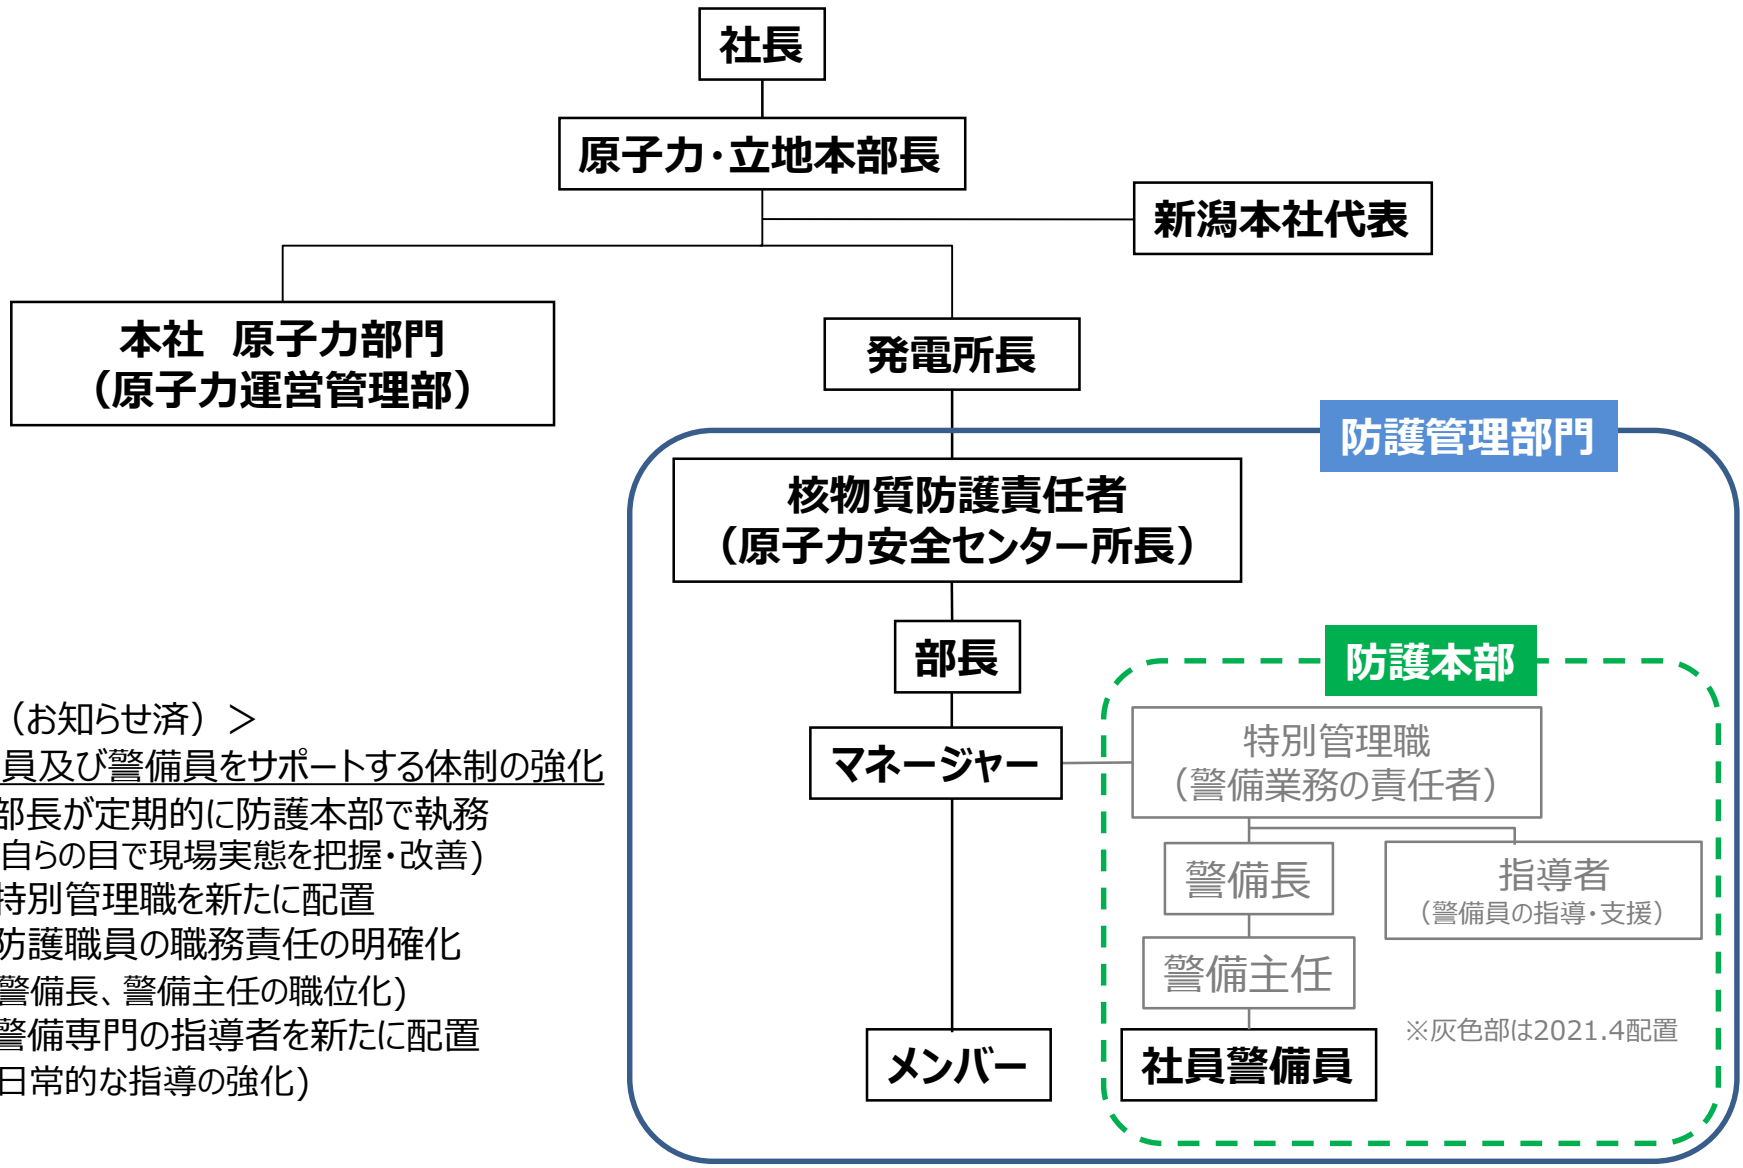 社長
原子力・立地本部長
新潟本社代表
本社 原子力部門
（原子力運営管理部）
発電所長
防護管理部門
核物質防護責任者
（原子力安全センター所長）
部長
防護本部
マネージャー
特別管理職
（警備業務の責任者）
警備長
指導者
（警備員の指導・支援）
警備主任
※灰色部は2021.4配置
メンバー
社員警備員
（お知らせ済）＞
員及び警備員をサポートする体制の強化
部長が定期的に防護本部で執務
自らの目で現場実態を把握・改善)
特別管理職を新たに配置
防護職員の職務責任の明確化
警備長、警備主任の職位化)
警備専門の指導者を新たに配置
日常的な指導の強化)